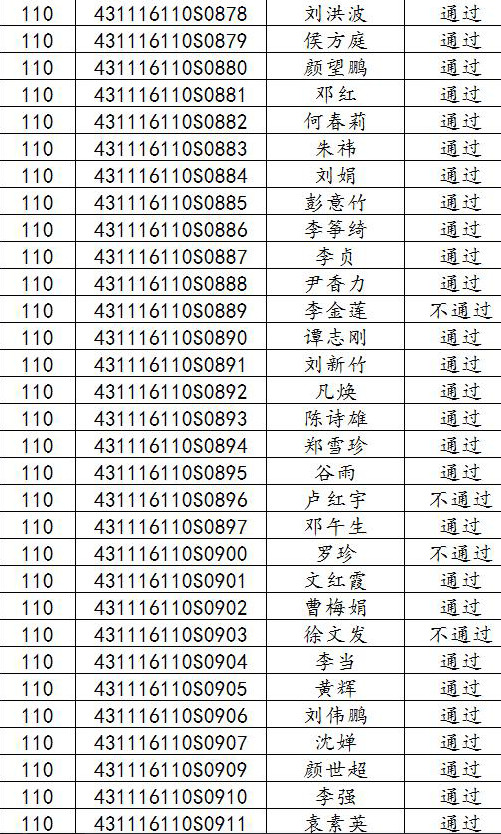 110 431116110S0878 刘洪波 通过
110 431116110S0879 侯方庭 通过
110 431116110S0880 颜望鹏 通过
110 431116110S0881 邓红 通过
110 431116110S0882 何春莉 通过
110 431116110S0883 朱祎 通过
110 431116110S0884 刘娟 通过
110 431116110S0885 彭意竹 通过
110 431116110S0886 李筝绮 通过
110 431116110S0887 李贞 通过
110 431116110S0888 尹香力 通过
110 431116110S0889 李金莲 不通过
110 431116110S0890 谭志刚 通过
110 431116110S0891 刘新竹 通过
110 431116110S0892 凡焕 通过
110 431116110S0893 陈诗雄 通过
110 431116110S0894 郑雪珍 通过
110 431116110S0895 谷雨 通过
110 431116110S0896 卢红宇 不通过
110 431116110S0897 邓午生 通过
110 431116110S0900 罗珍 不通过
110 431116110S0901 文红霞 通过
110 431116110S0902 曹梅娟 通过
110 431116110S0903 徐文发 不通过
110 431116110S0904 李当 通过
110 431116110S0905 黄辉 通过
110 431116110S0906 刘伟鹏 通过
110 431116110S0907 沈婵 通过
110 431116110S0909 颜世超 通过
110 431116110S0910 李强 通过
110 431116110S0911 袁素英 通过